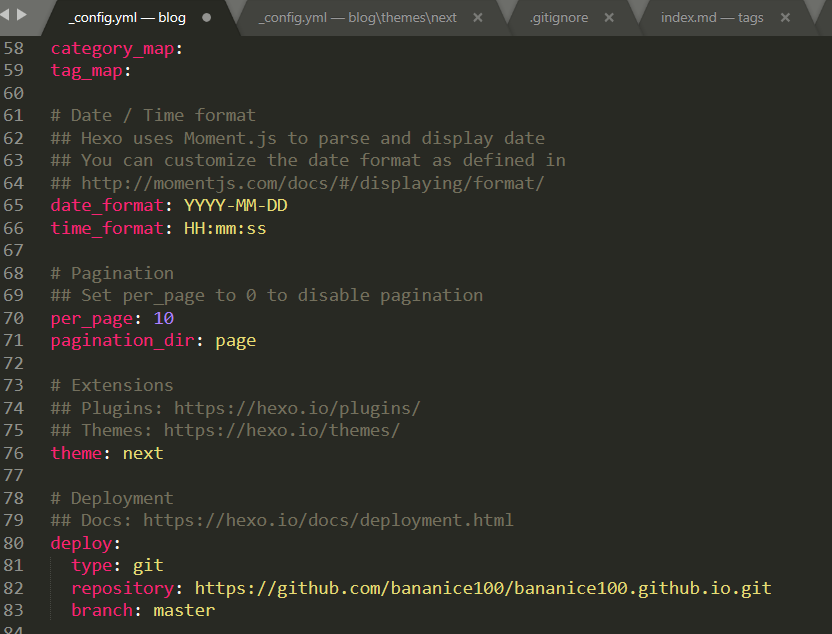 _config.yml — blog
_config.yml — blog\themes\next
.gitignore
index.md — tags
58 category_map:
59 tag_map:
60
61 # Date / Time format
62 ## Hexo uses Moment.js to parse and display date
63 ## You can customize the date format as defined in
64 ## http://momentjs.com/docs/#/displaying/format/
65 date_format: YYYY-MM-DD
66 time_format: HH:mm:ss
67
68 # Pagination
69 ## Set per_page to 0 to disable pagination
70 per_page: 10
71 pagination_dir: page
72
73 # Extensions
74 ## Plugins: https://hexo.io/plugins/
75 ## Themes: https://hexo.io/themes/
76 theme: next
77
78 # Deployment
79 ## Docs: https://hexo.io/docs/deployment.html
80 deploy:
81   type: git
82   repository: https://github.com/bananice100/bananice100.github.io.git
83   branch: master
84